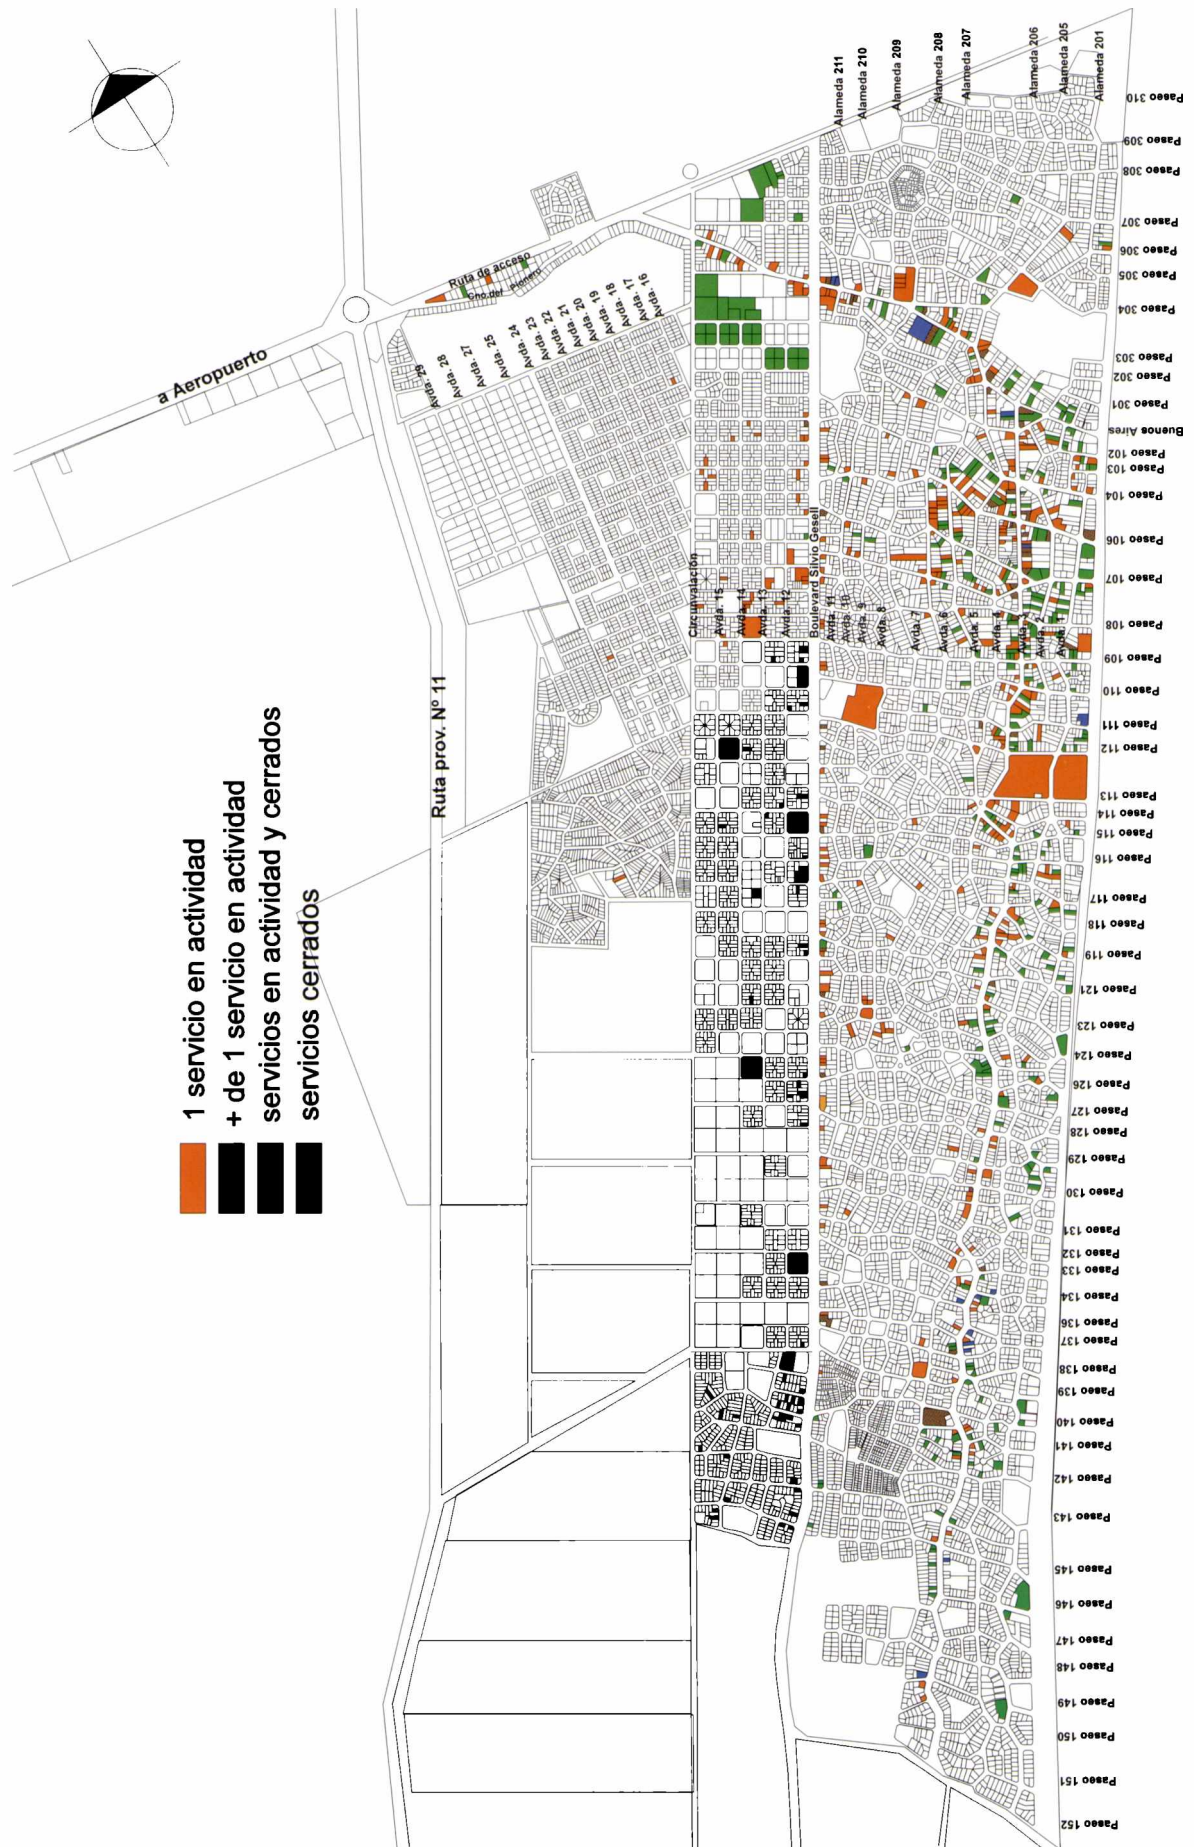 1 servicio en actividad
+ de 1 servicio en actividad
servicios en actividad y cerrados
servicios cerrados
a Aeropuerto
Ruta prov. Nº 11
Ruta de acceso
Cno.del Pionero
Avda. 29
Avda. 28
Avda. 27
Avda. 25
Avda. 24
Avda. 23
Avda. 22
Avda. 21
Avda. 20
Avda. 19
Avda. 18
Avda. 17
Avda. 16
Circunvalación
Avda. 15
Avda. 14
Avda. 13
Avda. 12
Boulevard Silvio Gesell
Avda. 11
Avda. 10
Avda. 9
Avda. 8
Avda. 7
Avda. 6
Avda. 5
Avda. 4
Avda. 3
Avda. 2
Avda. 1
Alameda 211
Alameda 210
Alameda 209
Alameda 208
Alameda 207
Alameda 206
Alameda 205
Alameda 201
Paseo 310
Paseo 309
Paseo 308
Paseo 307
Paseo 306
Paseo 305
Paseo 304
Paseo 303
Paseo 302
Paseo 301
Buenos Aires
Paseo 102
Paseo 103
Paseo 104
Paseo 106
Paseo 107
Paseo 108
Paseo 109
Paseo 110
Paseo 111
Paseo 112
Paseo 113
Paseo 114
Paseo 115
Paseo 116
Paseo 117
Paseo 118
Paseo 119
Paseo 121
Paseo 123
Paseo 124
Paseo 126
Paseo 127
Paseo 128
Paseo 129
Paseo 130
Paseo 131
Paseo 132
Paseo 133
Paseo 134
Paseo 136
Paseo 137
Paseo 138
Paseo 139
Paseo 140
Paseo 141
Paseo 142
Paseo 143
Paseo 145
Paseo 146
Paseo 147
Paseo 148
Paseo 149
Paseo 150
Paseo 151
Paseo 152